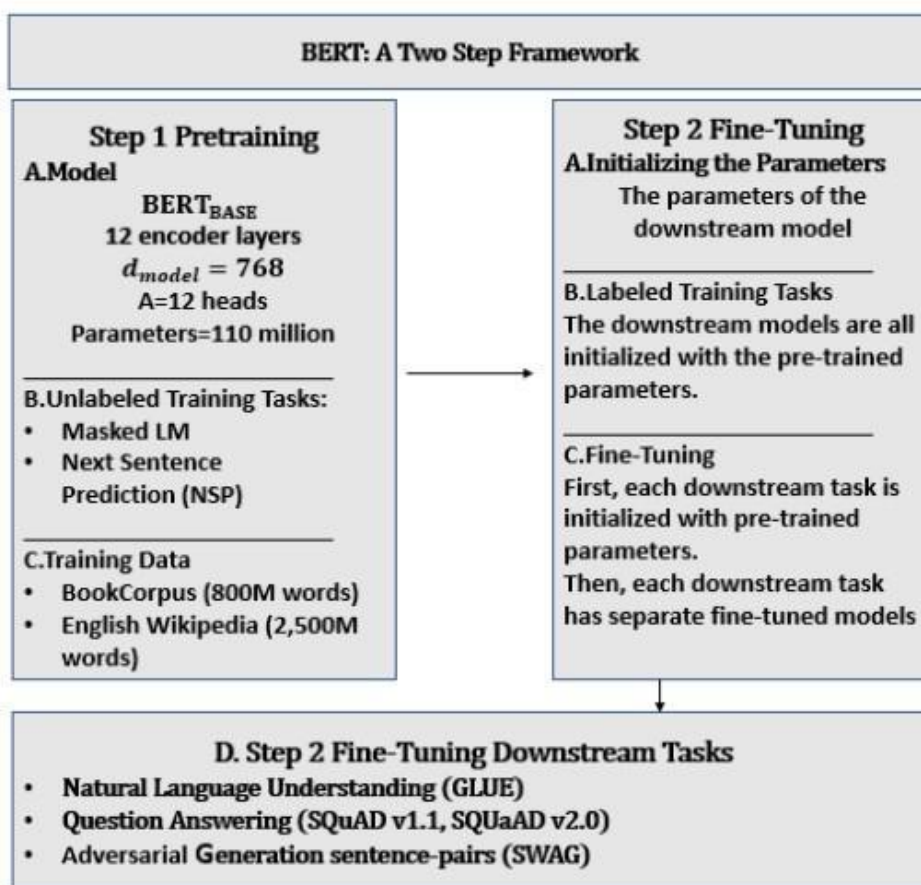 BERT: A Two Step Framework
Step 1 Pretraining
A.Model
BERT_BASE
12 encoder layers
d_model = 768
A=12 heads
Parameters=110 million
B.Unlabeled Training Tasks:
• Masked LM
• Next Sentence
Prediction (NSP)
C.Training Data
• BookCorpus (800M words)
• English Wikipedia (2,500M
words)
Step 2 Fine-Tuning
A.Initializing the Parameters
The parameters of the
downstream model
B.Labeled Training Tasks
The downstream models are all
initialized with the pre-trained
parameters.
C.Fine-Tuning
First, each downstream task is
initialized with pre-trained
parameters.
Then, each downstream task
has separate fine-tuned models
D. Step 2 Fine-Tuning Downstream Tasks
• Natural Language Understanding (GLUE)
• Question Answering (SQuAD v1.1, SQUaAD v2.0)
• Adversarial Generation sentence-pairs (SWAG)